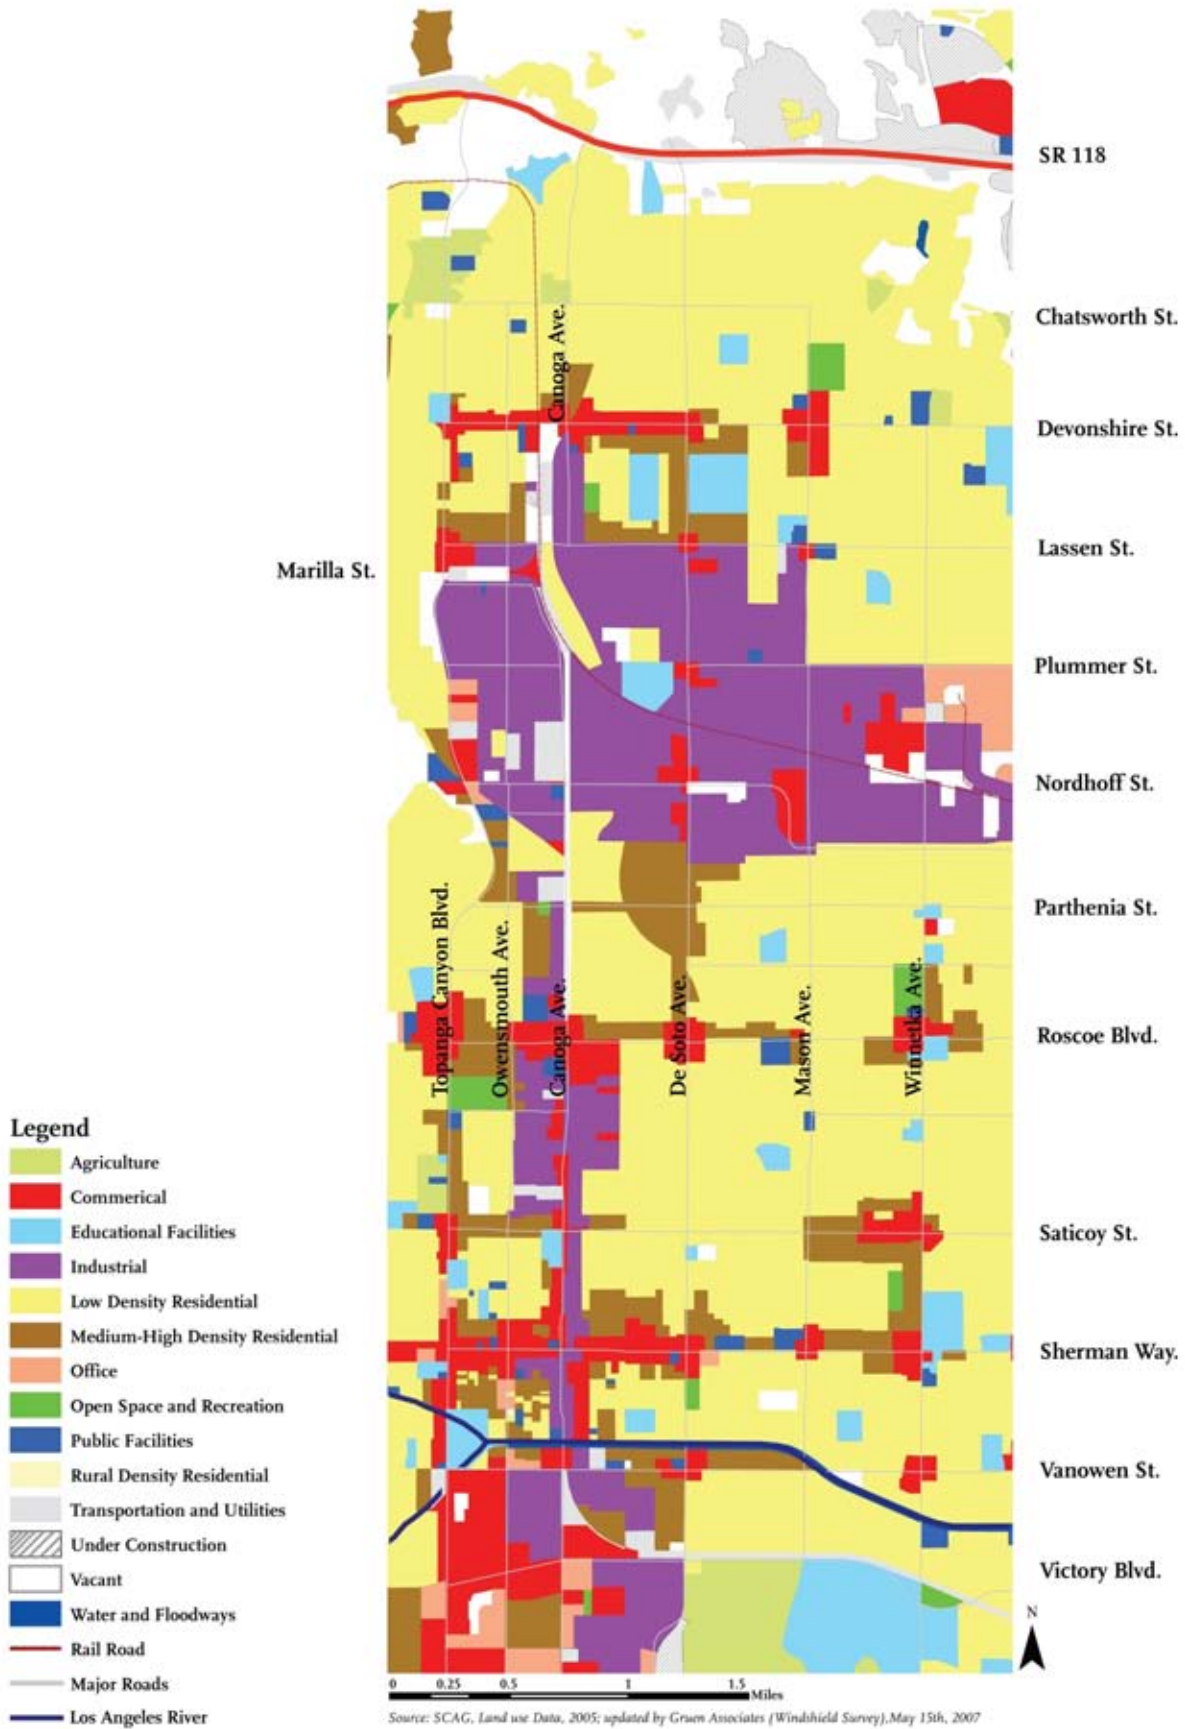 SR 118
Chatsworth St.
Canoga Ave.
Devonshire St.
Lassen St.
Marilla St.
Plummer St.
Nordhoff St.
Parthenia St.
Topanga Canyon Blvd.
Owensmouth Ave.
Canoga Ave.
De Soto Ave.
Mason Ave.
Winnetka Ave.
Roscoe Blvd.
Saticoy St.
Sherman Way.
Vanowen St.
Victory Blvd.
N
Legend
Agriculture
Commerical
Educational Facilities
Industrial
Low Density Residential
Medium-High Density Residential
Office
Open Space and Recreation
Public Facilities
Rural Density Residential
Transportation and Utilities
Under Construction
Vacant
Water and Floodways
Rail Road
Major Roads
Los Angeles River
0 0.25 0.5 1 1.5
Miles
Source: SCAG, Land use Data, 2005; updated by Gruen Associates (Windshield Survey),May 15th, 2007